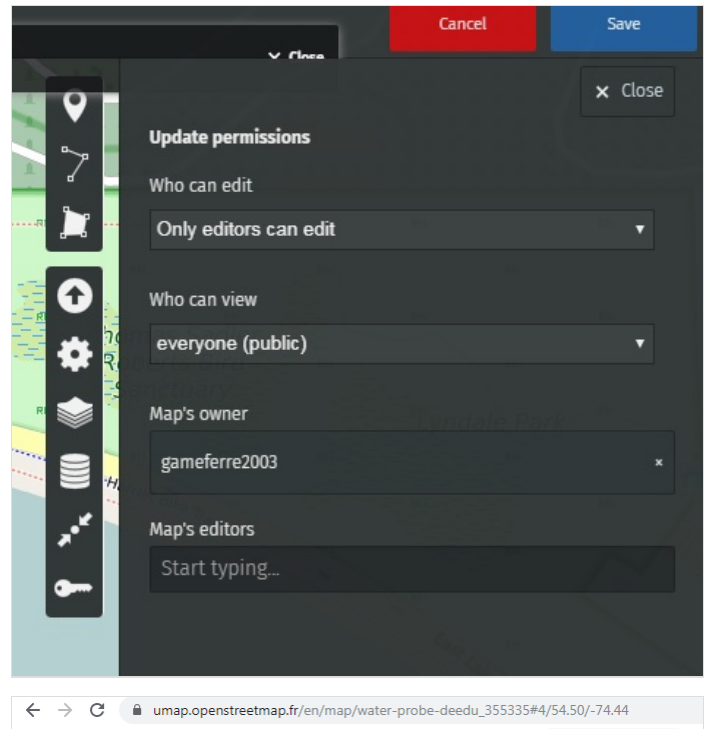 Cancel
Save
Close
× Close
Update permissions
Who can edit
Only editors can edit
Who can view
everyone (public)
Map's owner
gameferre2003
×
Map's editors
Start typing...
Sanctuary
Tyndale Park
umap.openstreetmap.fr/en/map/water-probe-deedu_355335#4/54.50/-74.44